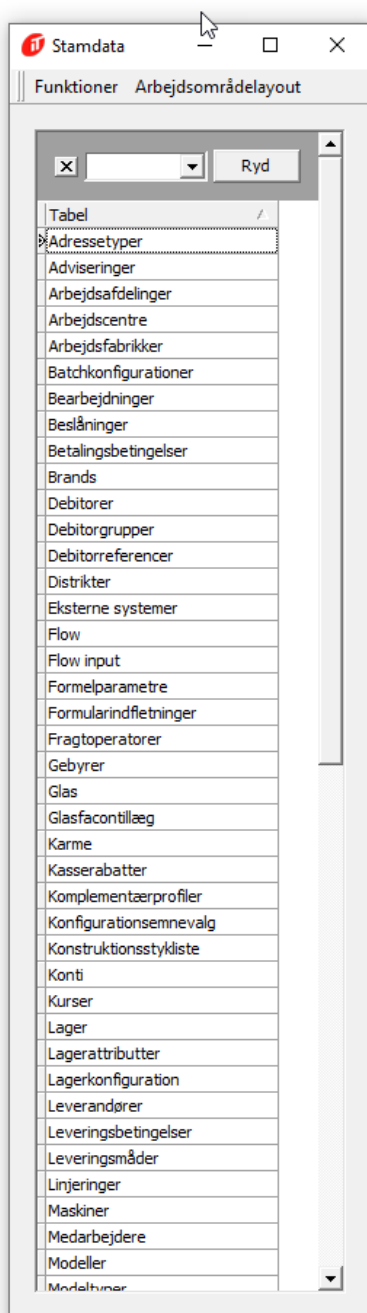 Stamdata
Funktioner Arbejdsområdelayout
Ryd
Tabel
Adressetyper
Adviseringer
Arbejdsafdelinger
Arbejdscentre
Arbejdsfabrikker
Batchkonfigurationer
Bearbejdninger
Beslåninger
Betalingsbetingelser
Brands
Debitorer
Debitorgrupper
Debitorreferencer
Distrikter
Eksterne systemer
Flow
Flow input
Formelparametre
Formularindfletninger
Fragtoperatorer
Gebyrer
Glas
Glasfacontillæg
Karme
Kasserabatter
Komplementærprofiler
Konfigurationsemnevalg
Konstruktionsstykliste
Konti
Kurser
Lager
Lagerattributter
Lagerkonfiguration
Leverandører
Leveringsbetingelser
Leveringsmåder
Linjeringer
Maskiner
Medarbejdere
Modeller
Modeltyper